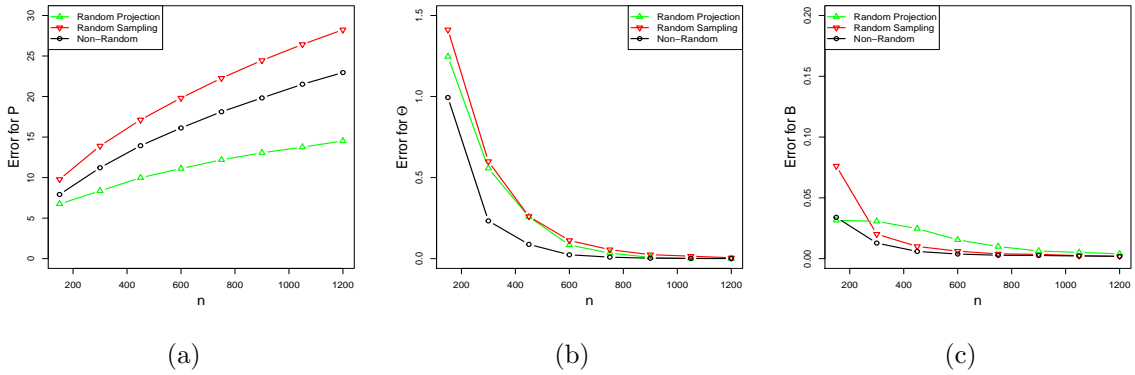 Random Projection
Random Sampling
Non−Random
Error for P
0 5 10 15 20 25 30
200 400 600 800 1000 1200
n
(a)
Random Projection
Random Sampling
Non−Random
Error for Θ
0.0 0.5 1.0
200 400 600 800 1000 1200
n
(b)
Random Projection
Random Sampling
Non−Random
Error for B
0.00 0.05 0.10 0.15 0.20
200 400 600 800 1000 1200
n
(c)